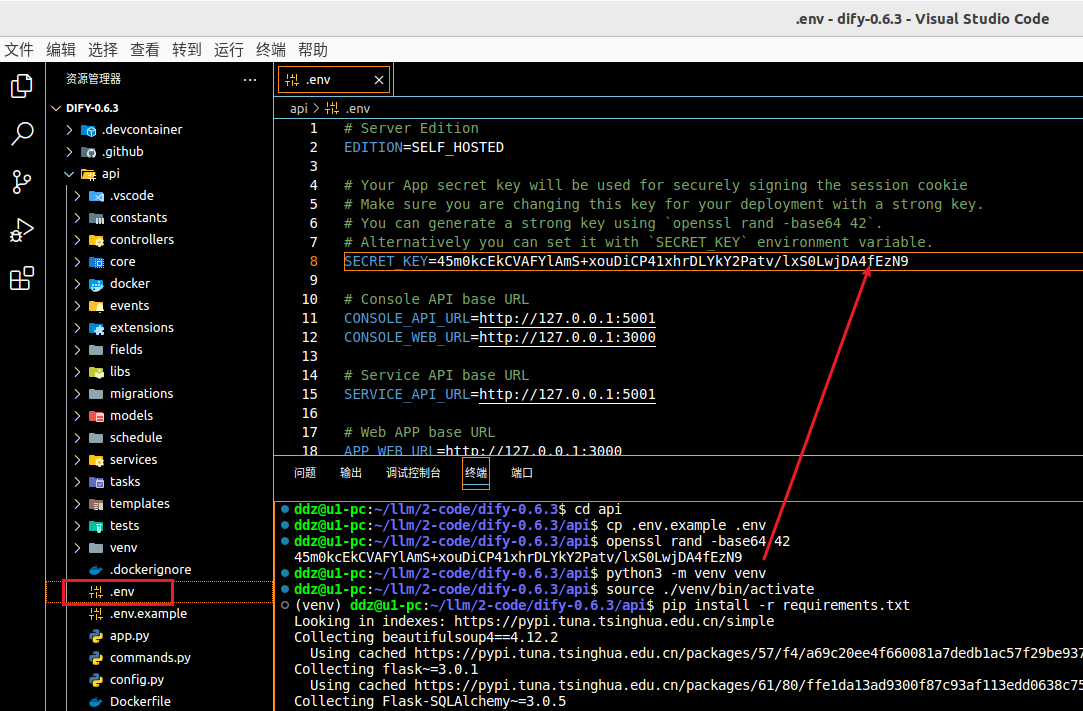 .env - dify-0.6.3 - Visual Studio Code
文件 编辑 选择 查看 转到 运行 终端 帮助
资源管理器
DIFY-0.6.3
.devcontainer
.github
api
.vscode
constants
controllers
core
docker
events
extensions
fields
libs
migrations
models
schedule
services
tasks
templates
tests
venv
.dockerignore
.env
.env.example
app.py
commands.py
config.py
Dockerfile
.env
api > .env
1 # Server Edition
2 EDITION=SELF_HOSTED
3
4 # Your App secret key will be used for securely signing the session cookie
5 # Make sure you are changing this key for your deployment with a strong key.
6 # You can generate a strong key using `openssl rand -base64 42`.
7 # Alternatively you can set it with `SECRET_KEY` environment variable.
8 SECRET_KEY=45m0kcEkCVAFYlAmS+xouDiCP41xhrDLYkY2Patv/lxS0LwjDA4fEzN9
9
10 # Console API base URL
11 CONSOLE_API_URL=http://127.0.0.1:5001
12 CONSOLE_WEB_URL=http://127.0.0.1:3000
13
14 # Service API base URL
15 SERVICE_API_URL=http://127.0.0.1:5001
16
17 # Web APP base URL
18 APP_WEB_URL=http://127.0.0.1:3000
问题 输出 调试控制台 终端 端口
ddz@u1-pc:~/llm/2-code/dify-0.6.3$ cd api
ddz@u1-pc:~/llm/2-code/dify-0.6.3/api$ cp .env.example .env
ddz@u1-pc:~/llm/2-code/dify-0.6.3/api$ openssl rand -base64 42
45m0kcEkCVAFYlAmS+xouDiCP41xhrDLYkY2Patv/lxS0LwjDA4fEzN9
ddz@u1-pc:~/llm/2-code/dify-0.6.3/api$ python3 -m venv venv
ddz@u1-pc:~/llm/2-code/dify-0.6.3/api$ source ./venv/bin/activate
(venv) ddz@u1-pc:~/llm/2-code/dify-0.6.3/api$ pip install -r requirements.txt
Looking in indexes: https://pypi.tuna.tsinghua.edu.cn/simple
Collecting beautifulsoup4==4.12.2
Using cached https://pypi.tuna.tsinghua.edu.cn/packages/57/f4/a69c20ee4f660081a7dedb1ac57f29be937
Collecting flask~=3.0.1
Using cached https://pypi.tuna.tsinghua.edu.cn/packages/61/80/ffe1da13ad9300f87c93af113edd0638c75
Collecting Flask-SQLAlchemy~=3.0.5